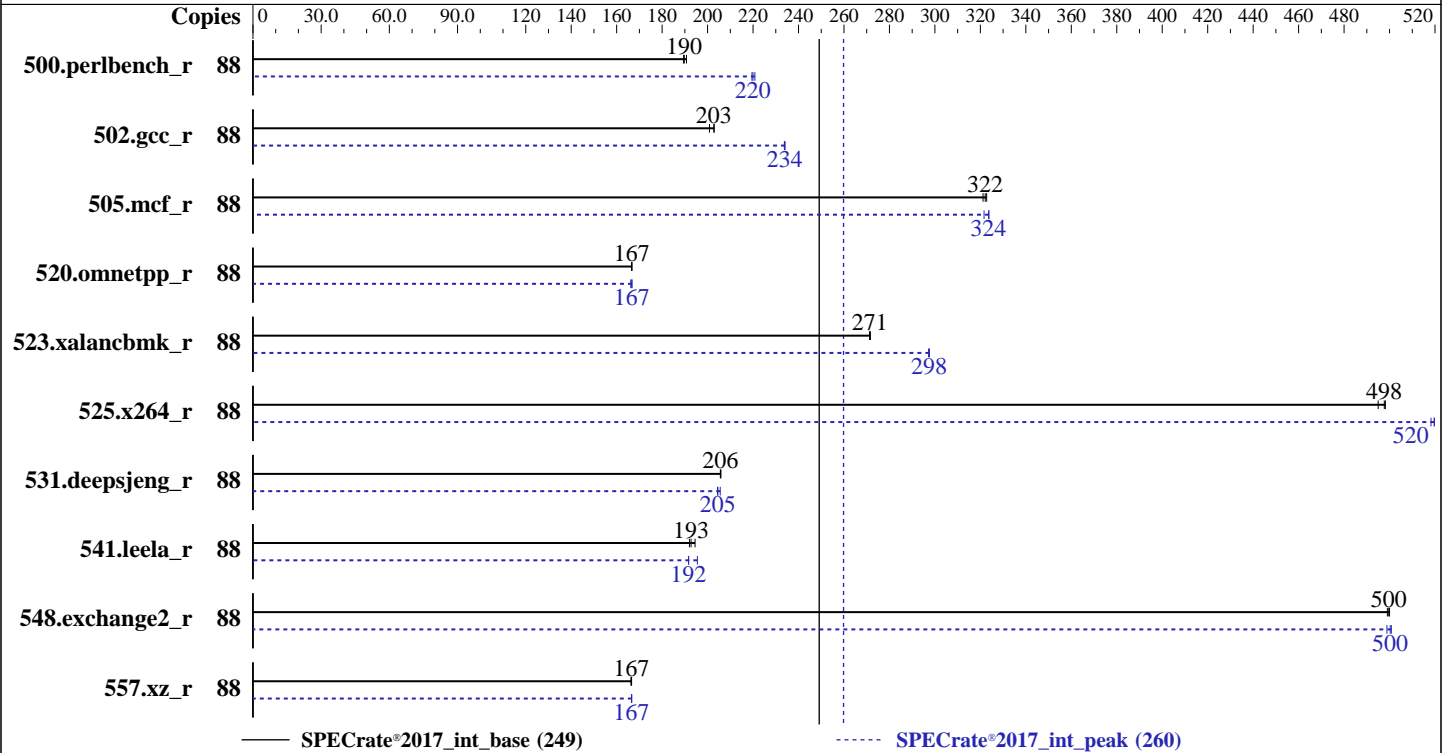 Copies 0 30.0 60.0 90.0 120 140 160 180 200 220 240 260 280 300 320 340 360 380 400 420 440 460 480 520
500.perlbench_r 88 190
220
502.gcc_r 88 203
234
505.mcf_r 88 322
324
520.omnetpp_r 88 167
167
523.xalancbmk_r 88 271
298
525.x264_r 88 498
520
531.deepsjeng_r 88 206
205
541.leela_r 88 193
192
548.exchange2_r 88 500
500
557.xz_r 88 167
167
SPECrate®2017_int_base (249) SPECrate®2017_int_peak (260)